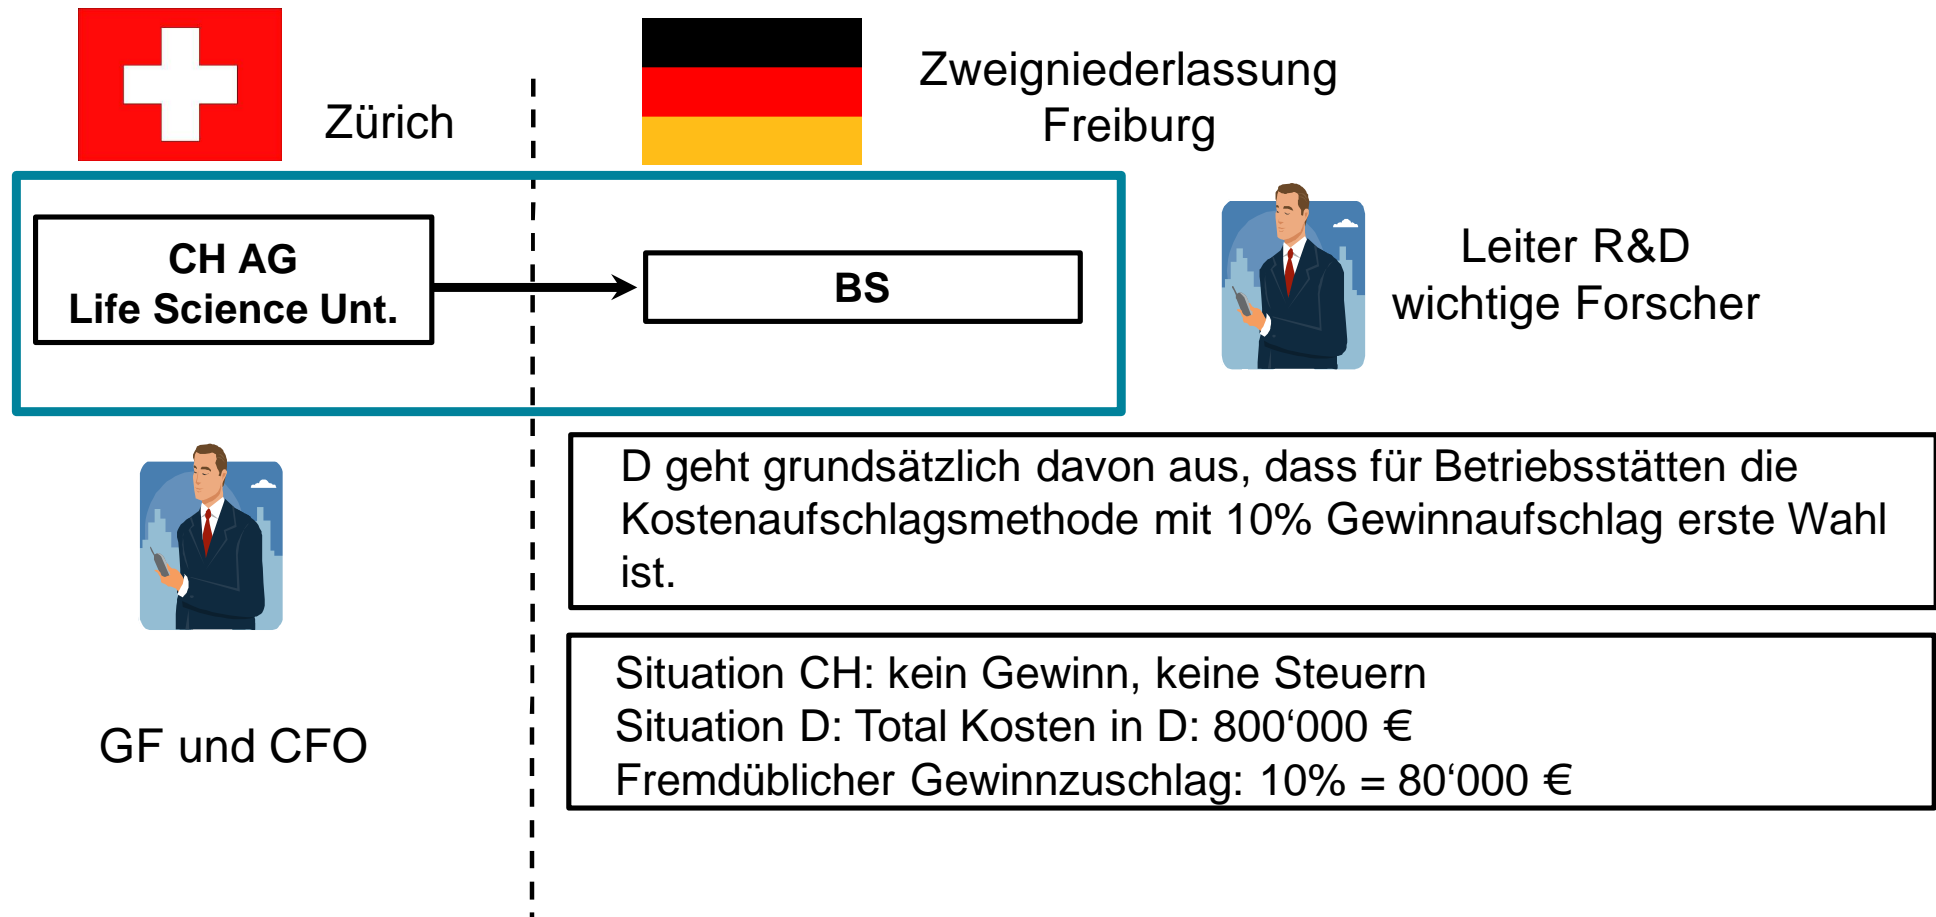 Zürich
Zweigniederlassung
Freiburg
CH AG
Life Science Unt.
BS
Leiter R&D
wichtige Forscher
GF und CFO
D geht grundsätzlich davon aus, dass für Betriebsstätten die
Kostenaufschlagsmethode mit 10% Gewinnaufschlag erste Wahl
ist.
Situation CH: kein Gewinn, keine Steuern
Situation D: Total Kosten in D: 800‘000 €
Fremdüblicher Gewinnzuschlag: 10% = 80‘000 €